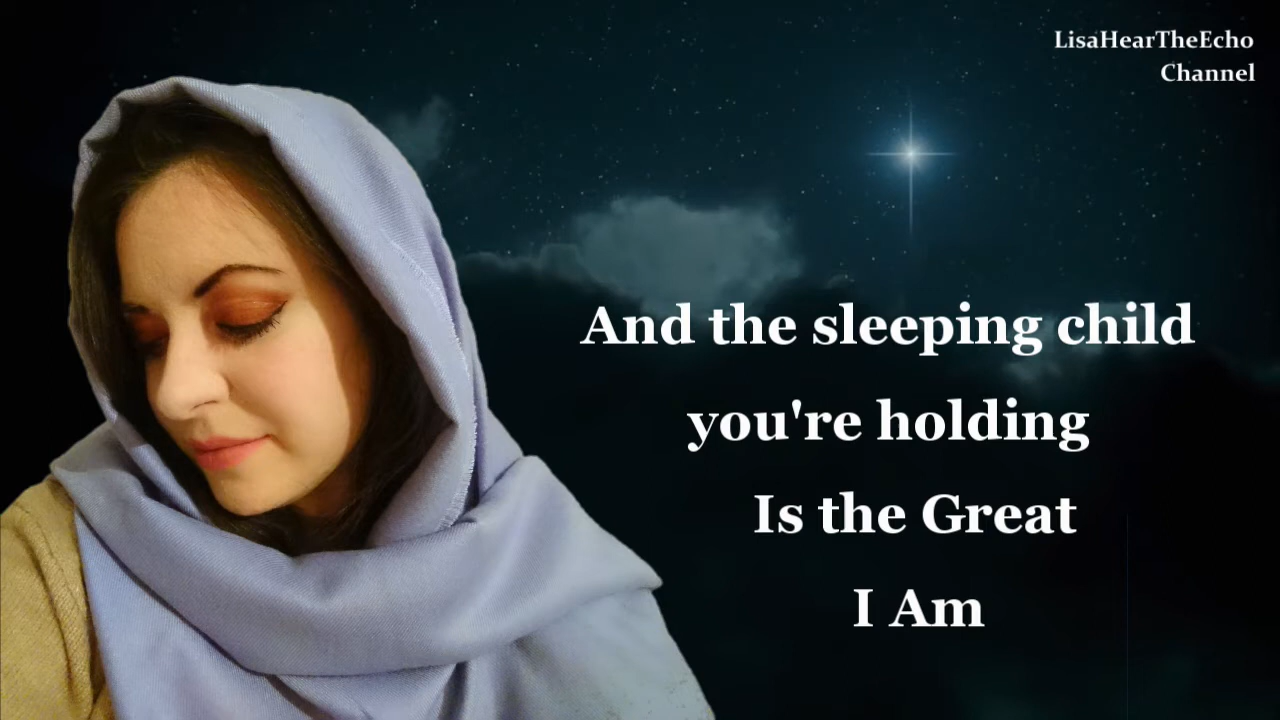 LisaHearTheEcho
Channel
And the sleeping child
you're holding
Is the Great
I Am